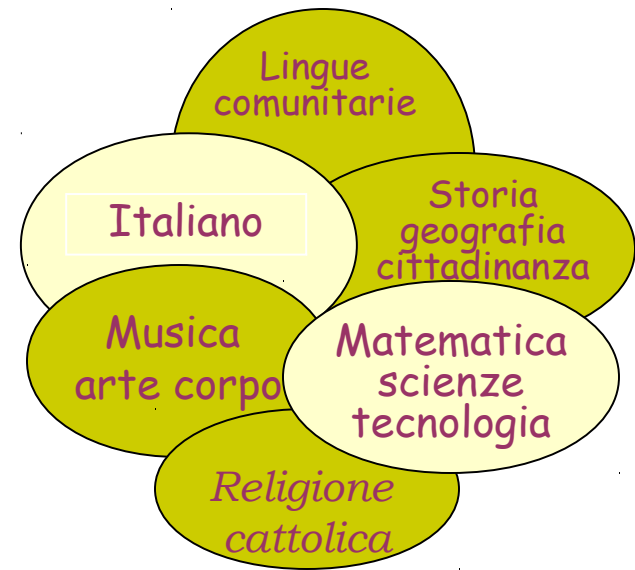 Lingue
comunitarie
Italiano
Storia
geografia
cittadinanza
Musica
arte corpo
Matematica
scienze
tecnologia
Religione
cattolica